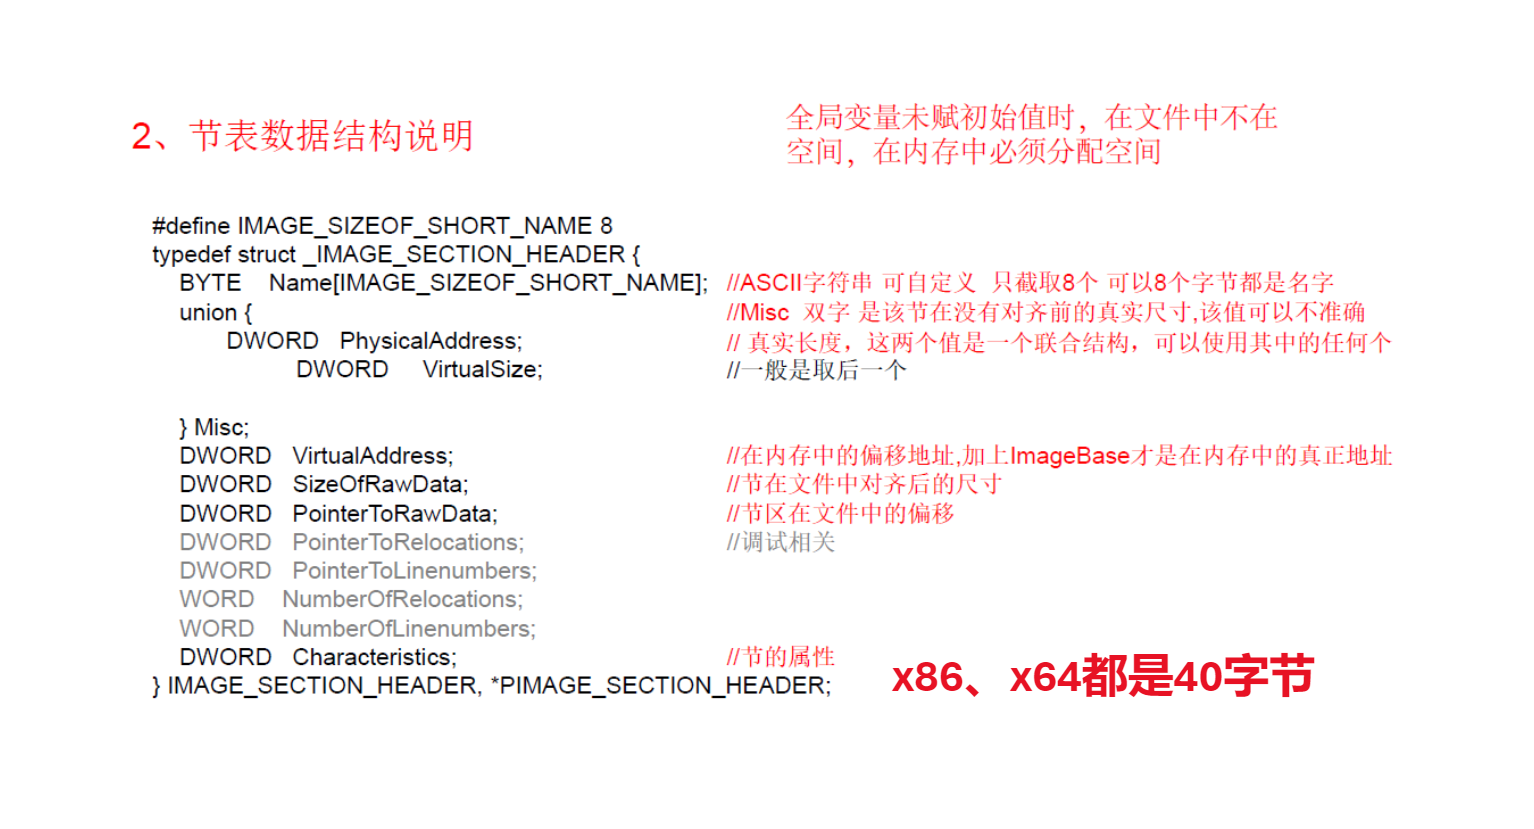 2、节表数据结构说明
全局变量未赋初始值时，在文件中不在
空间，在内存中必须分配空间
#define IMAGE_SIZEOF_SHORT_NAME 8
typedef struct _IMAGE_SECTION_HEADER {
BYTE Name[IMAGE_SIZEOF_SHORT_NAME]; //ASCII字符串 可自定义 只截取8个 可以8个字节都是名字
union { //Misc 双字 是该节在没有对齐前的真实尺寸,该值可以不准确
DWORD PhysicalAddress; // 真实长度，这两个值是一个联合结构，可以使用其中的任何个
DWORD VirtualSize; //一般是取后一个
} Misc;
DWORD VirtualAddress; //在内存中的偏移地址,加上ImageBase才是在内存中的真正地址
DWORD SizeOfRawData; //节在文件中对齐后的尺寸
DWORD PointerToRawData; //节区在文件中的偏移
DWORD PointerToRelocations; //调试相关
DWORD PointerToLinenumbers;
WORD NumberOfRelocations;
WORD NumberOfLinenumbers;
DWORD Characteristics; //节的属性
} IMAGE_SECTION_HEADER, *PIMAGE_SECTION_HEADER;
x86、x64都是40字节